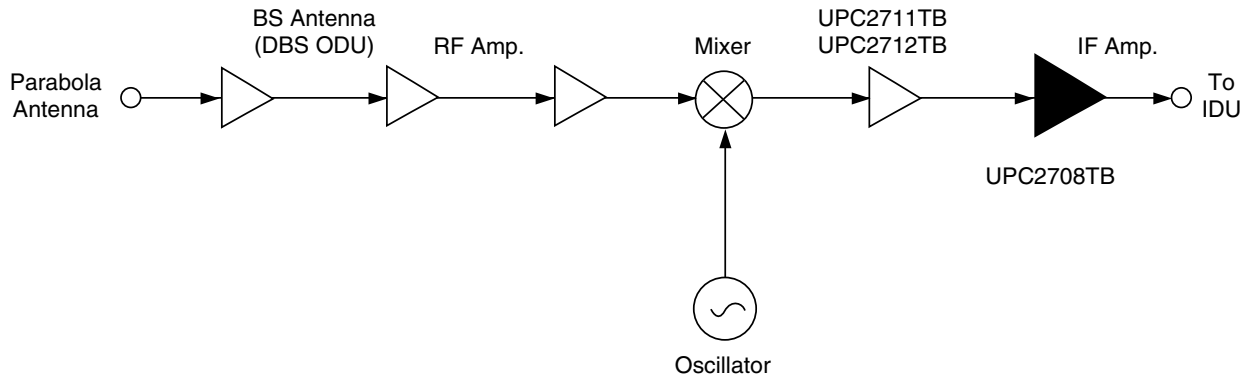 BS Antenna
(DBS ODU)
RF Amp.
Mixer
UPC2711TB
UPC2712TB
IF Amp.
Parabola
Antenna
To
IDU
UPC2708TB
Oscillator